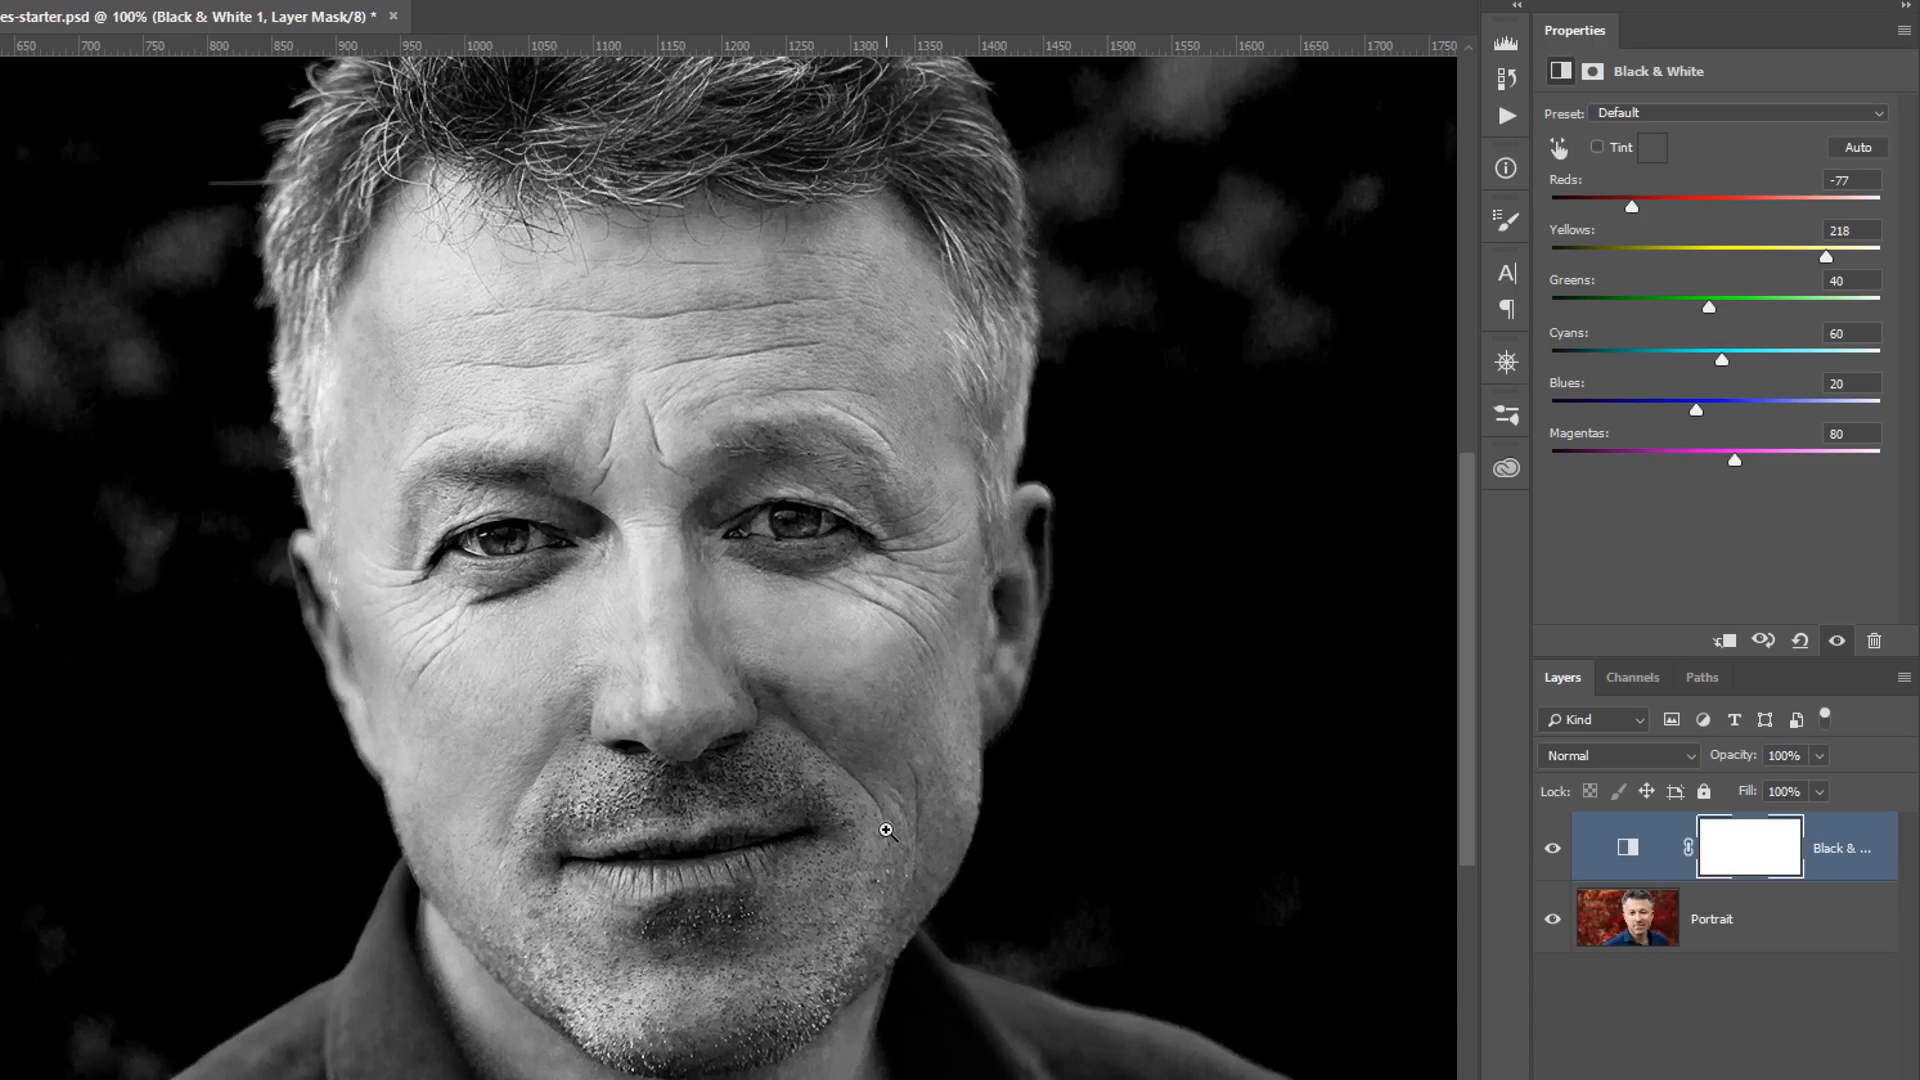 es-starter.psd @ 100% (Black & White 1, Layer Mask/8) *
650 700 750 800 850 900 950 1000 1050 1100 1150 1200 1250 1300 1350 1400 1450 1500 1550 1600 1650 1700 1750
Properties
Black & White
Preset: Default
Tint Auto
Reds: -77
Yellows: 218
Greens: 40
Cyans: 60
Blues: 20
Magentas: 80
Layers Channels Paths
Kind
Normal Opacity: 100%
Lock: Fill: 100%
Black & ...
Portrait